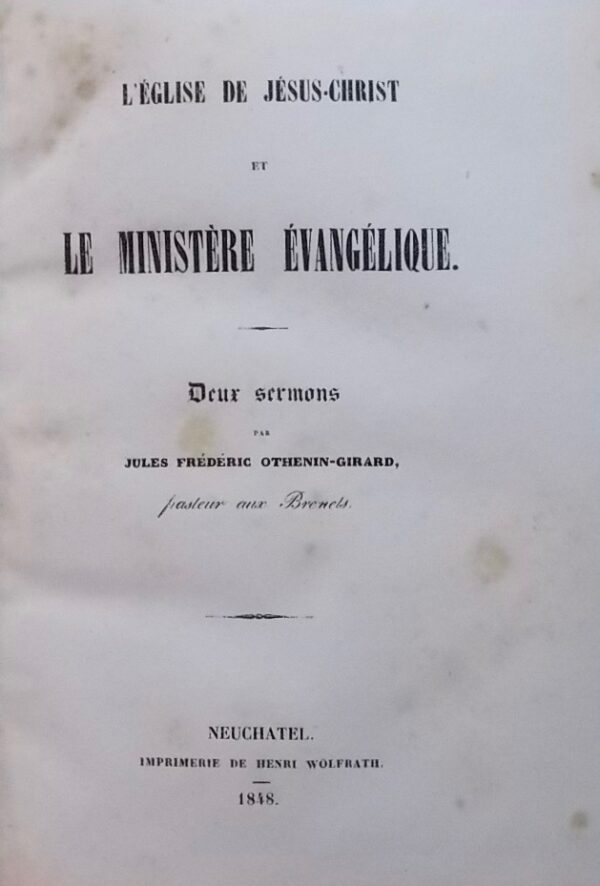 L'ÉGLISE DE JÉSUS-CHRIST
ET
LE MINISTÈRE ÉVANGÉLIQUE.
Deux sermons
PAR
JULES FRÉDÉRIC OTHENIN-GIRARD,
pasteur aux Brenets.
NEUCHATEL.
IMPRIMERIE DE HENRI WOLFRATH.
1848.